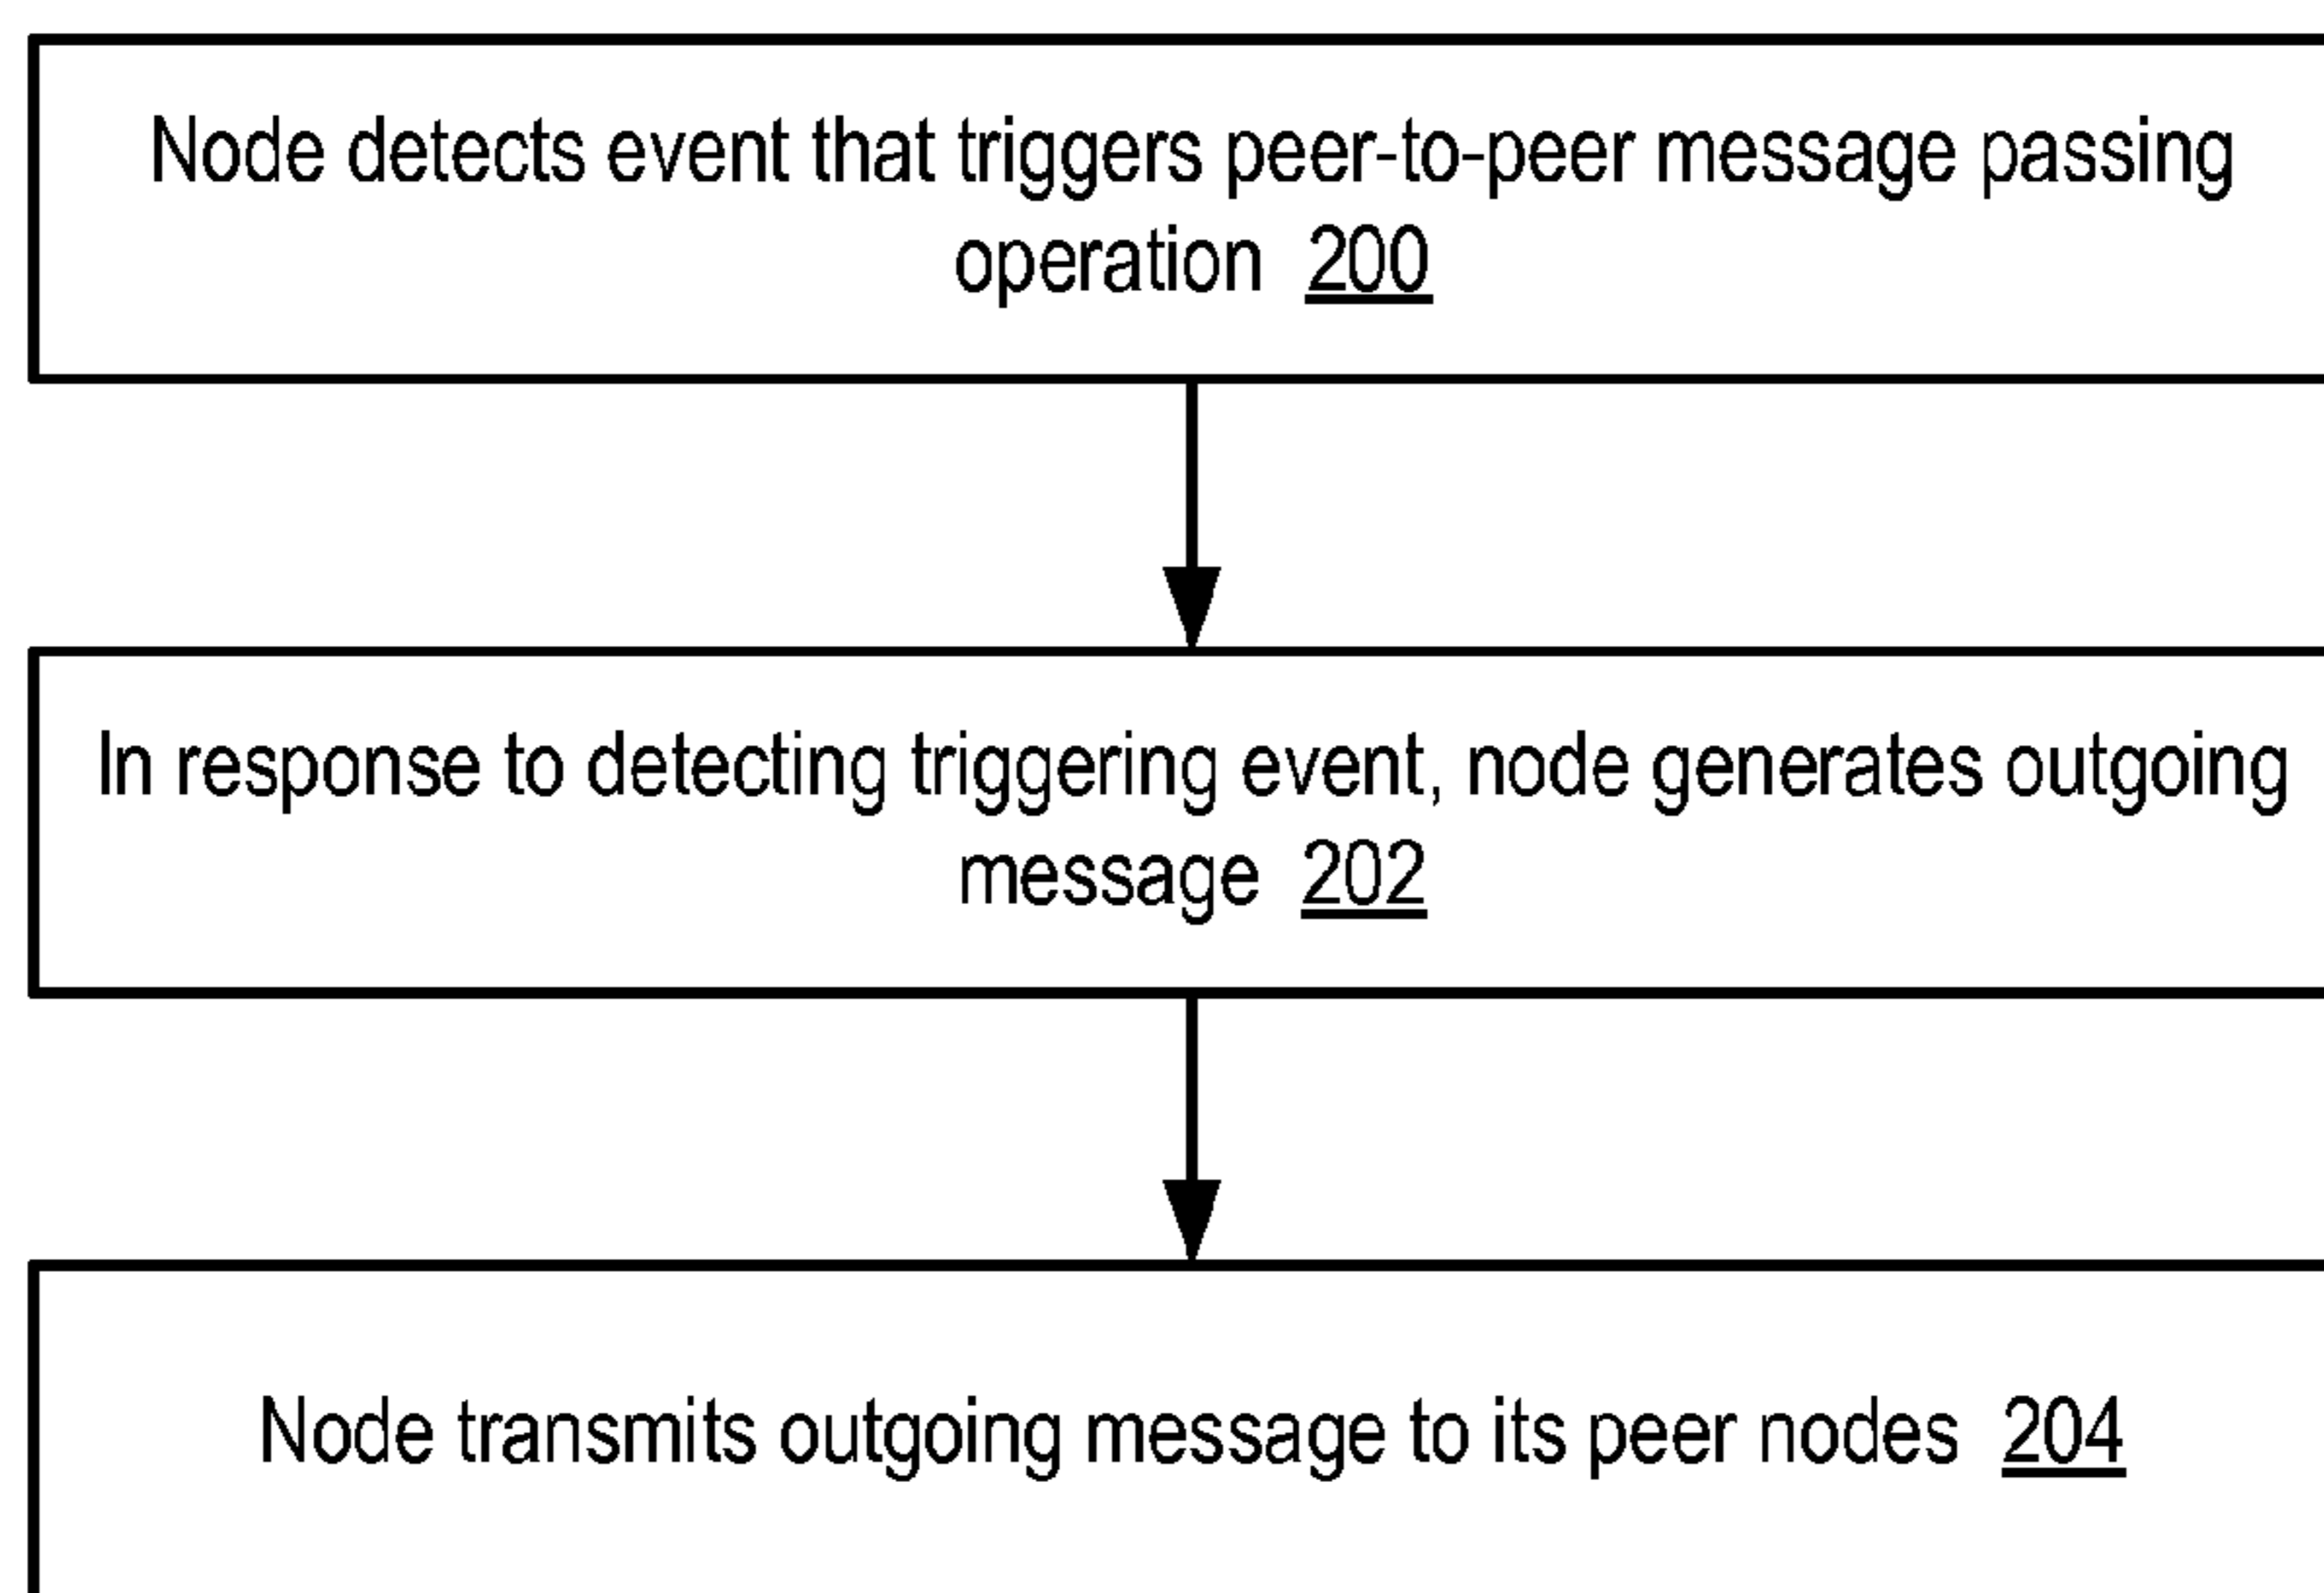 Node detects event that triggers peer-to-peer message passing
operation 200
In response to detecting triggering event, node generates outgoing
message 202
Node transmits outgoing message to its peer nodes 204